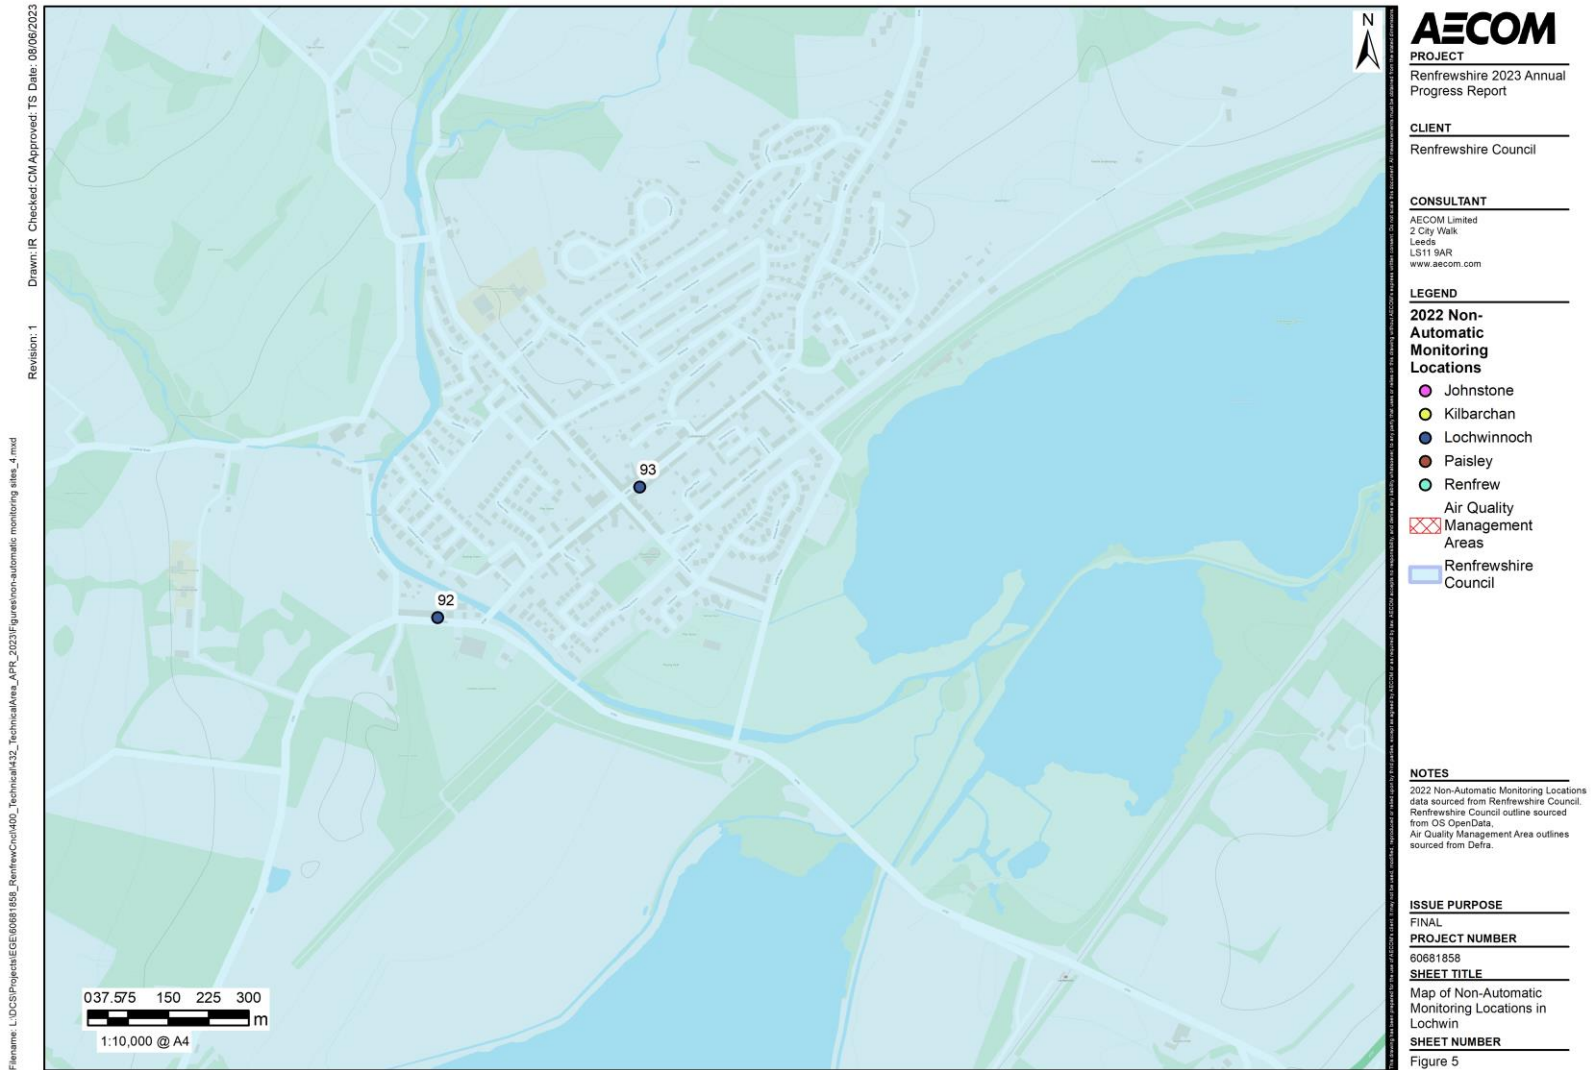 Revision: 1 Drawn: IR Checked: CM Approved: TS Date: 08/06/2023
Filename: L:\DCS\Projects\EGE\60681858_RenfrewCncl\400_Technical\432_TechnicalArea_APR_2023\Figures\non-automatic monitoring sites_4.mxd
N
93
92
037.575 150 225 300
m
1:10,000 @ A4
AECOM
PROJECT
Renfrewshire 2023 Annual
Progress Report
CLIENT
Renfrewshire Council
CONSULTANT
AECOM Limited
2 City Walk
Leeds
LS11 9AR
www.aecom.com
LEGEND
2022 Non-
Automatic
Monitoring
Locations
Johnstone
Kilbarchan
Lochwinnoch
Paisley
Renfrew
Air Quality
Management
Areas
Renfrewshire
Council
NOTES
2022 Non-Automatic Monitoring Locations
data sourced from Renfrewshire Council.
Renfrewshire Council outline sourced
from OS OpenData,
Air Quality Management Area outlines
sourced from Defra.
ISSUE PURPOSE
FINAL
PROJECT NUMBER
60681858
SHEET TITLE
Map of Non-Automatic
Monitoring Locations in
Lochwin
SHEET NUMBER
Figure 5